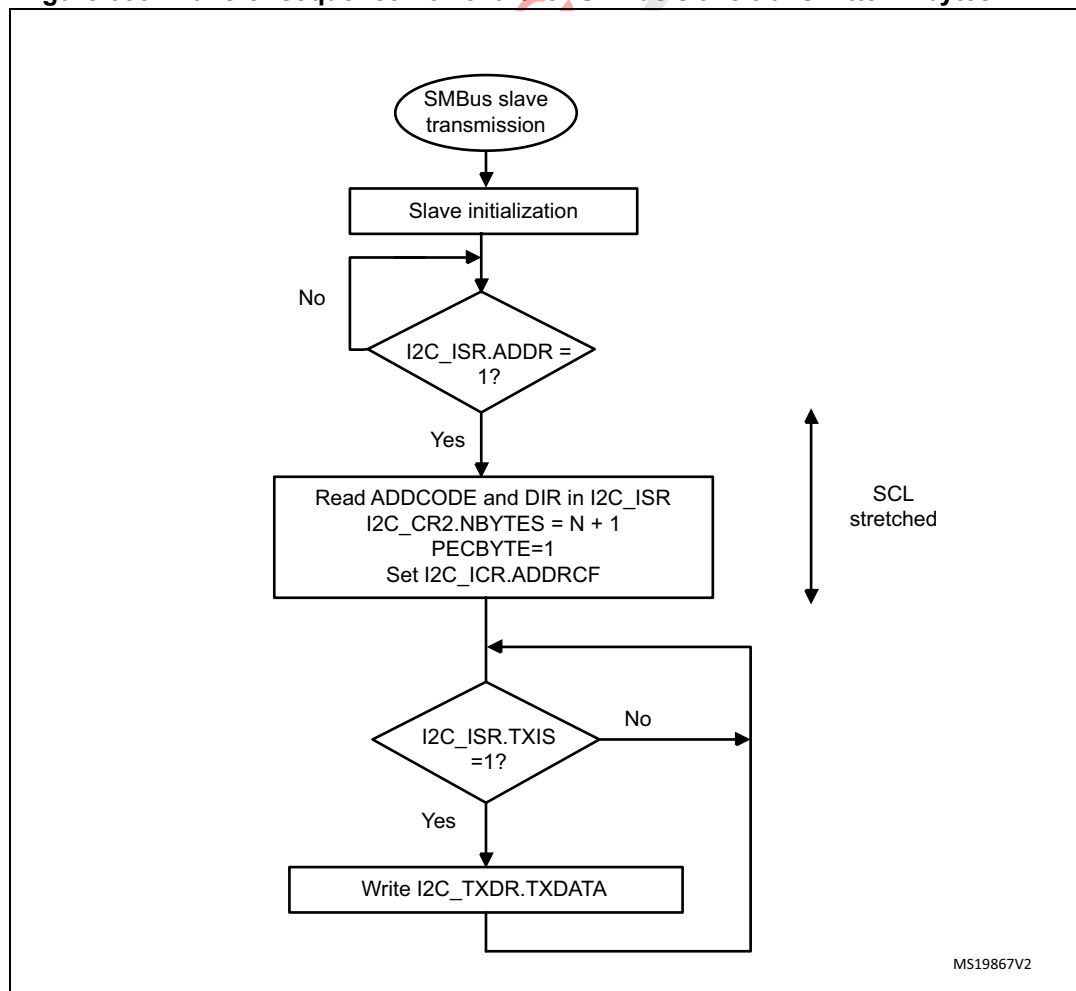 SMBus slave
transmission
Slave initialization
No
I2C_ISR.ADDR =
1?
Yes
Read ADDCODE and DIR in I2C_ISR
I2C_CR2.NBYTES = N + 1
PECBYTE=1
Set I2C_ICR.ADDRCF
SCL
stretched
I2C_ISR.TXIS
=1?
No
Yes
Write I2C_TXDR.TXDATA
MS19867V2